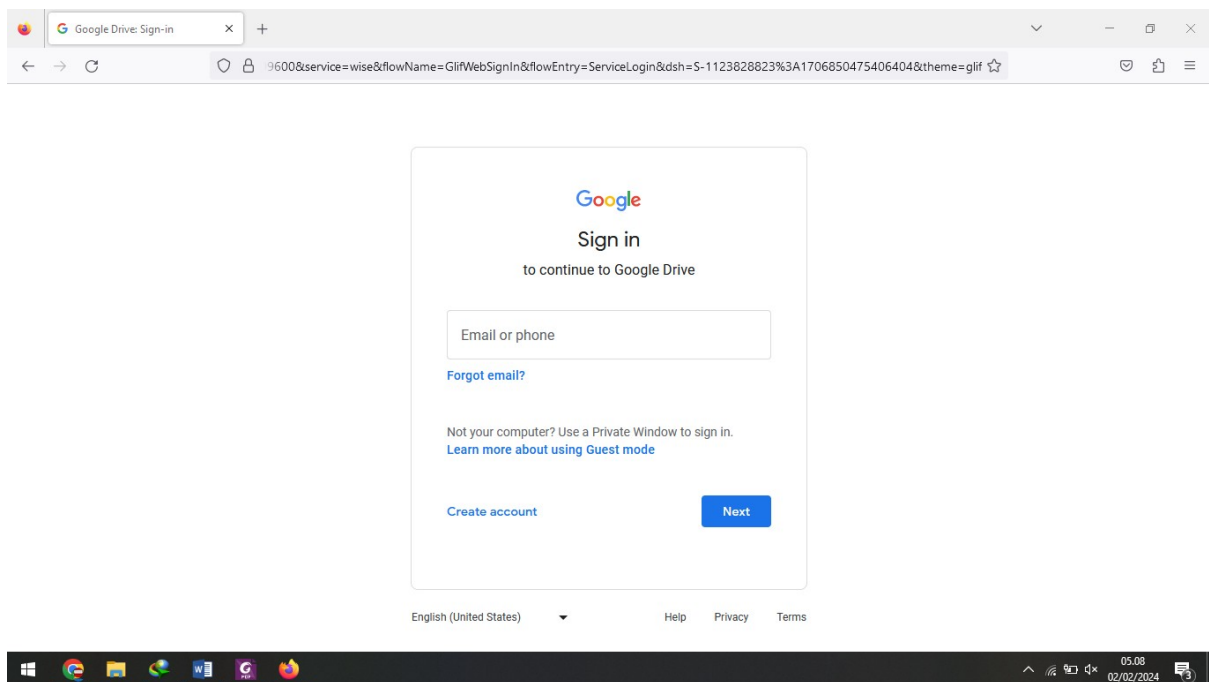 Google Drive: Sign-in
9600&service=wise&flowName=GlifWebSignIn&flowEntry=ServiceLogin&dsh=S-1123828823%3A1706850475406404&theme=glif
Google
Sign in
to continue to Google Drive
Email or phone
Forgot email?
Not your computer? Use a Private Window to sign in.
Learn more about using Guest mode
Create account
Next
English (United States)
Help Privacy Terms
05.08
02/02/2024
3